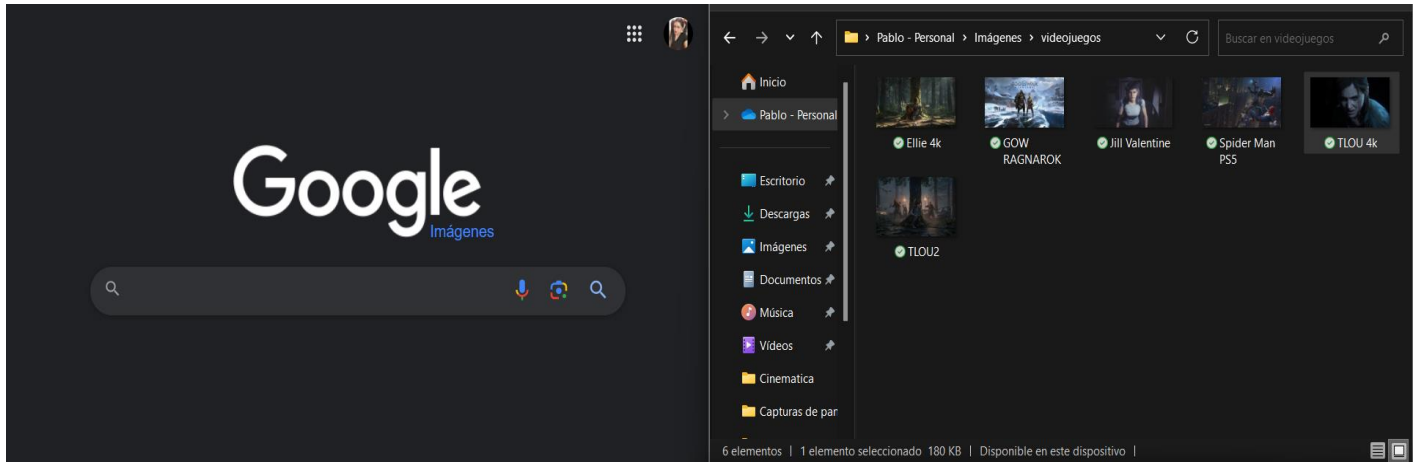 Google
Imágenes
Pablo - Personal > Imágenes > videojuegos
Buscar en videojuegos
Inicio
Pablo - Personal
Escritorio
Descargas
Imágenes
Documentos
Música
Vídeos
Cinematica
Capturas de pan
Ellie 4k
GOW
RAGNAROK
Jill Valentine
Spider Man
PS5
TLOU 4k
TLOU2
6 elementos | 1 elemento seleccionado 180 KB | Disponible en este dispositivo |